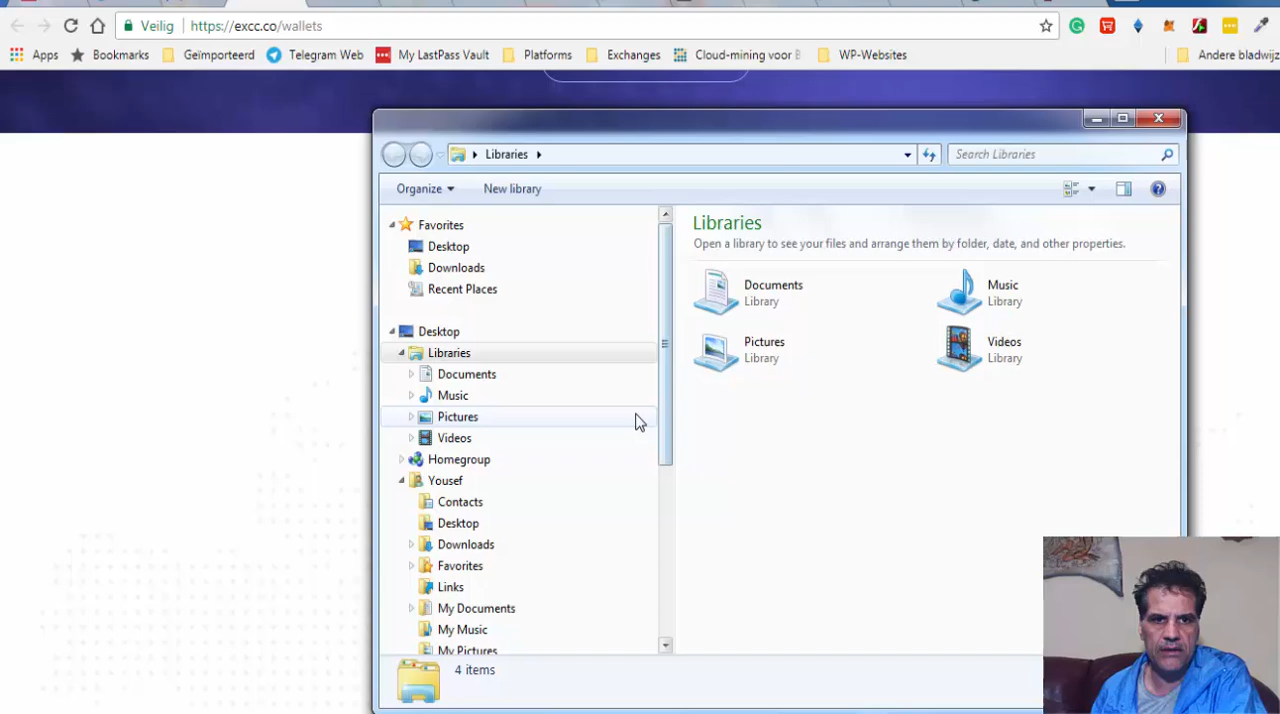 Veilig https://excc.co/wallets
Apps Bookmarks Geïmporteerd Telegram Web My LastPass Vault Platforms Exchanges Cloud-mining voor B WP-Websites Andere bladwijz
Libraries Search Libraries
Organize New library
Favorites
Desktop
Downloads
Recent Places
Desktop
Libraries
Documents
Music
Pictures
Videos
Homegroup
Yousef
Contacts
Desktop
Downloads
Favorites
Links
My Documents
My Music
My Pictures
Libraries
Open a library to see your files and arrange them by folder, date, and other properties.
Documents
Library
Music
Library
Pictures
Library
Videos
Library
4 items